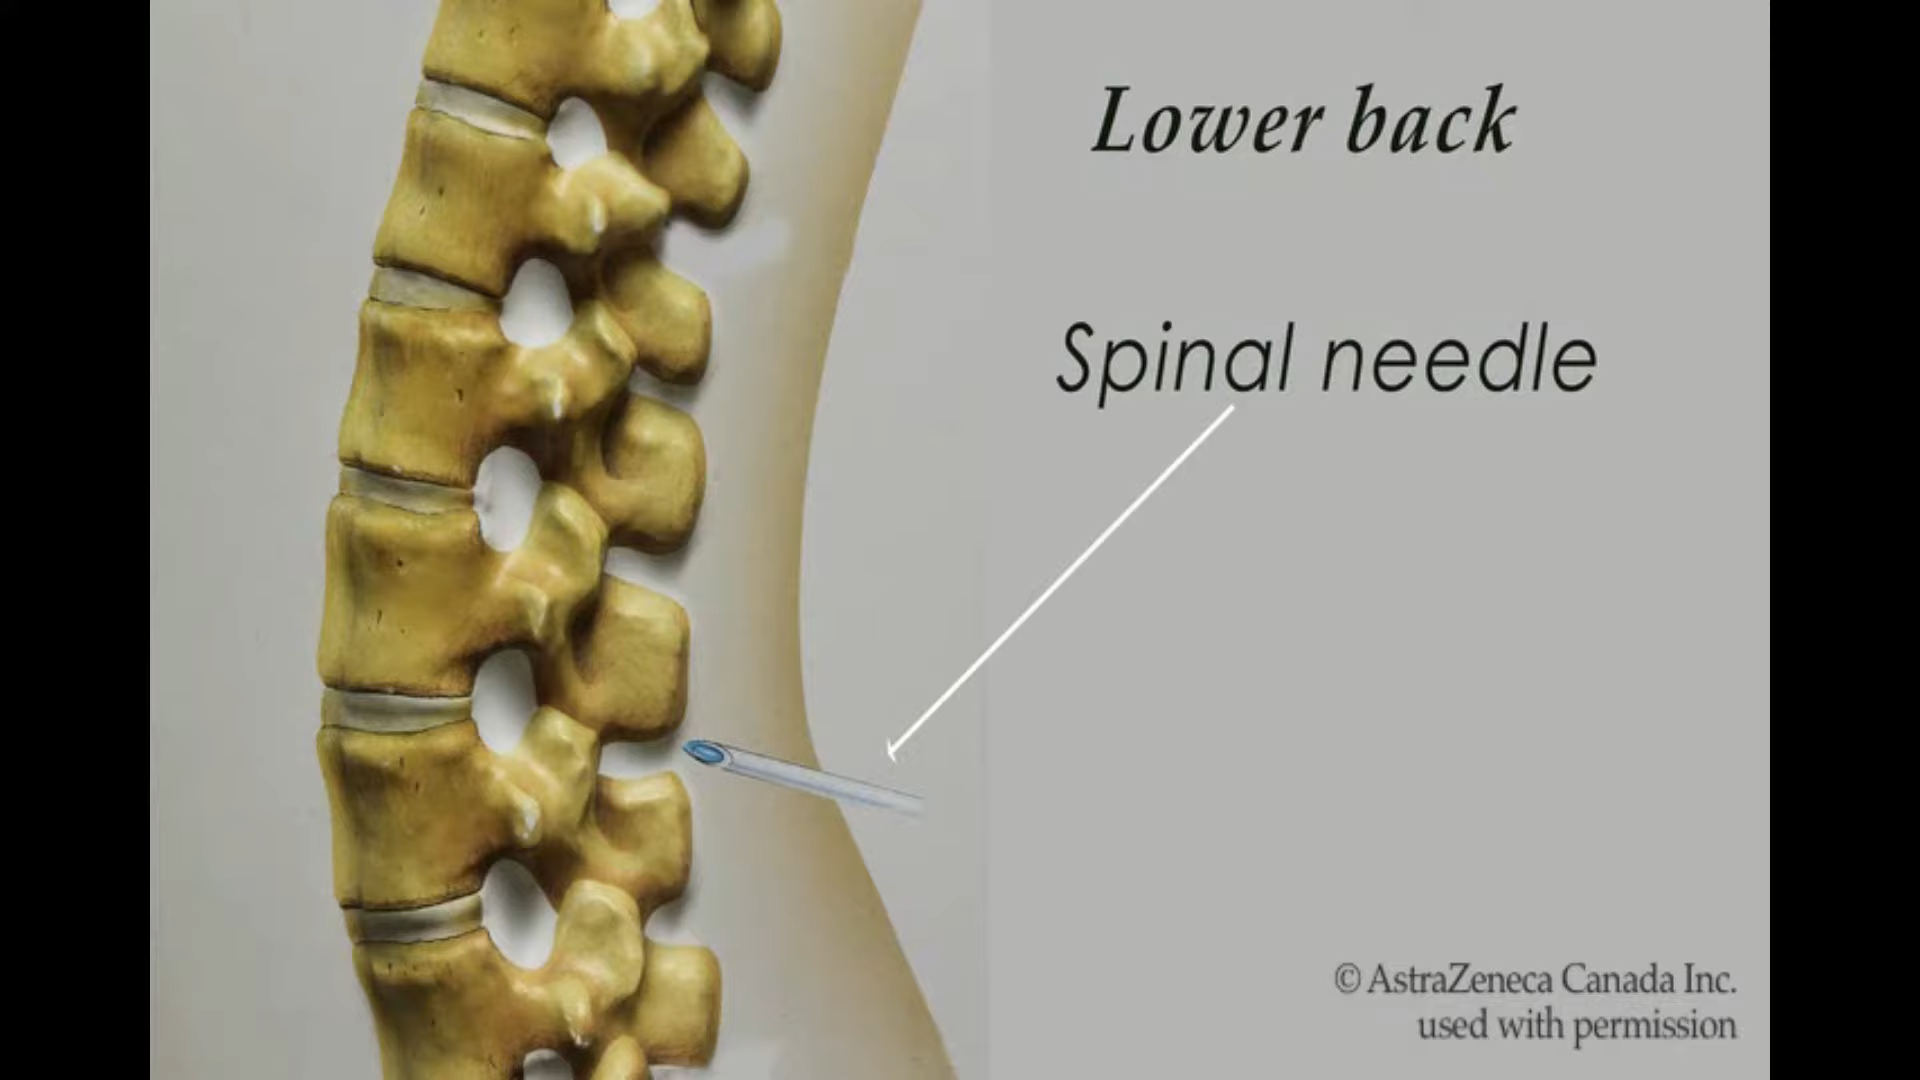 Lower back
Spinal needle
© AstraZeneca Canada Inc.
used with permission